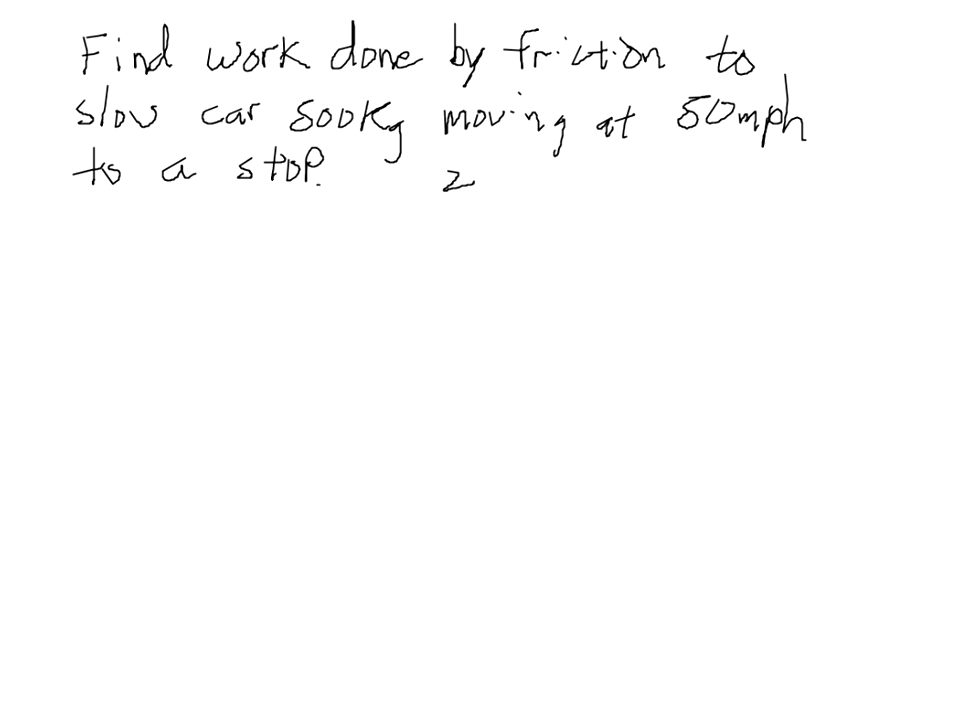 Find work done by friction to
slow car 500kg moving at 50mph
to a stop. 2